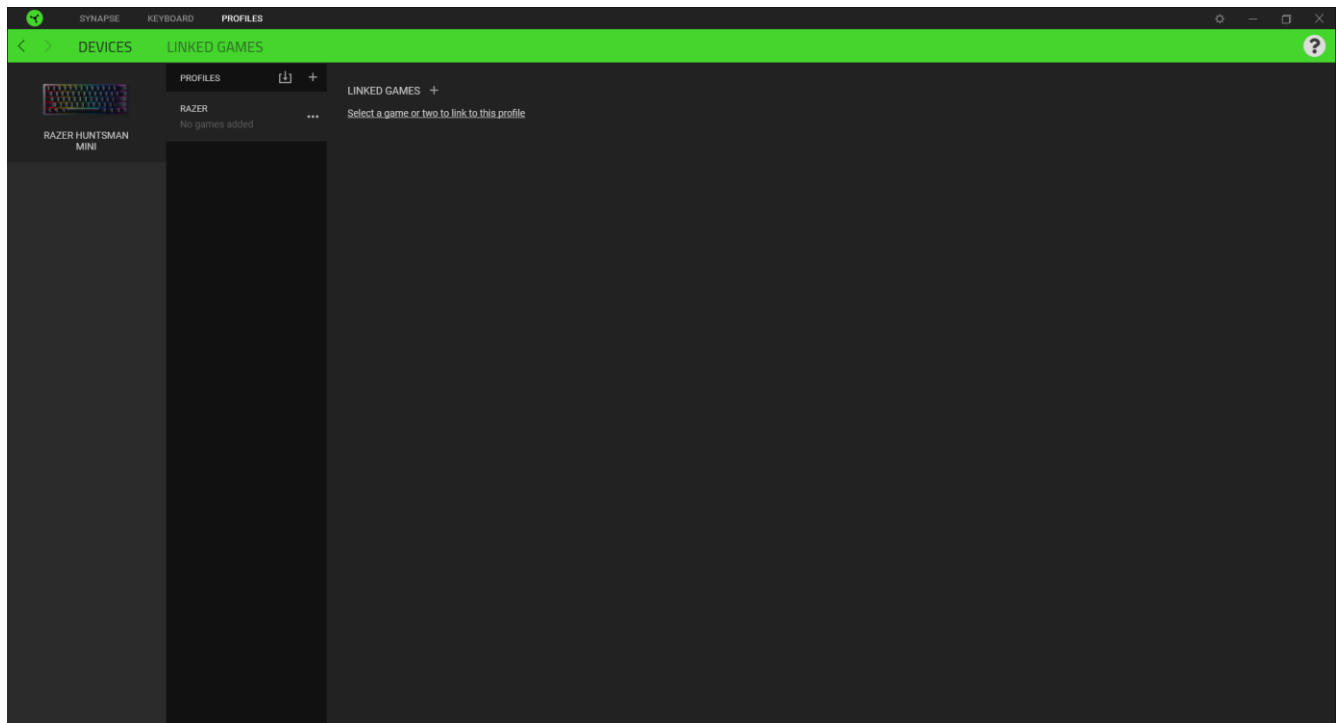 SYNAPSE KEYBOARD PROFILES
DEVICES LINKED GAMES ?
RAZER HUNTSMAN
MINI
PROFILES
RAZER
No games added
LINKED GAMES +
Select a game or two to link to this profile